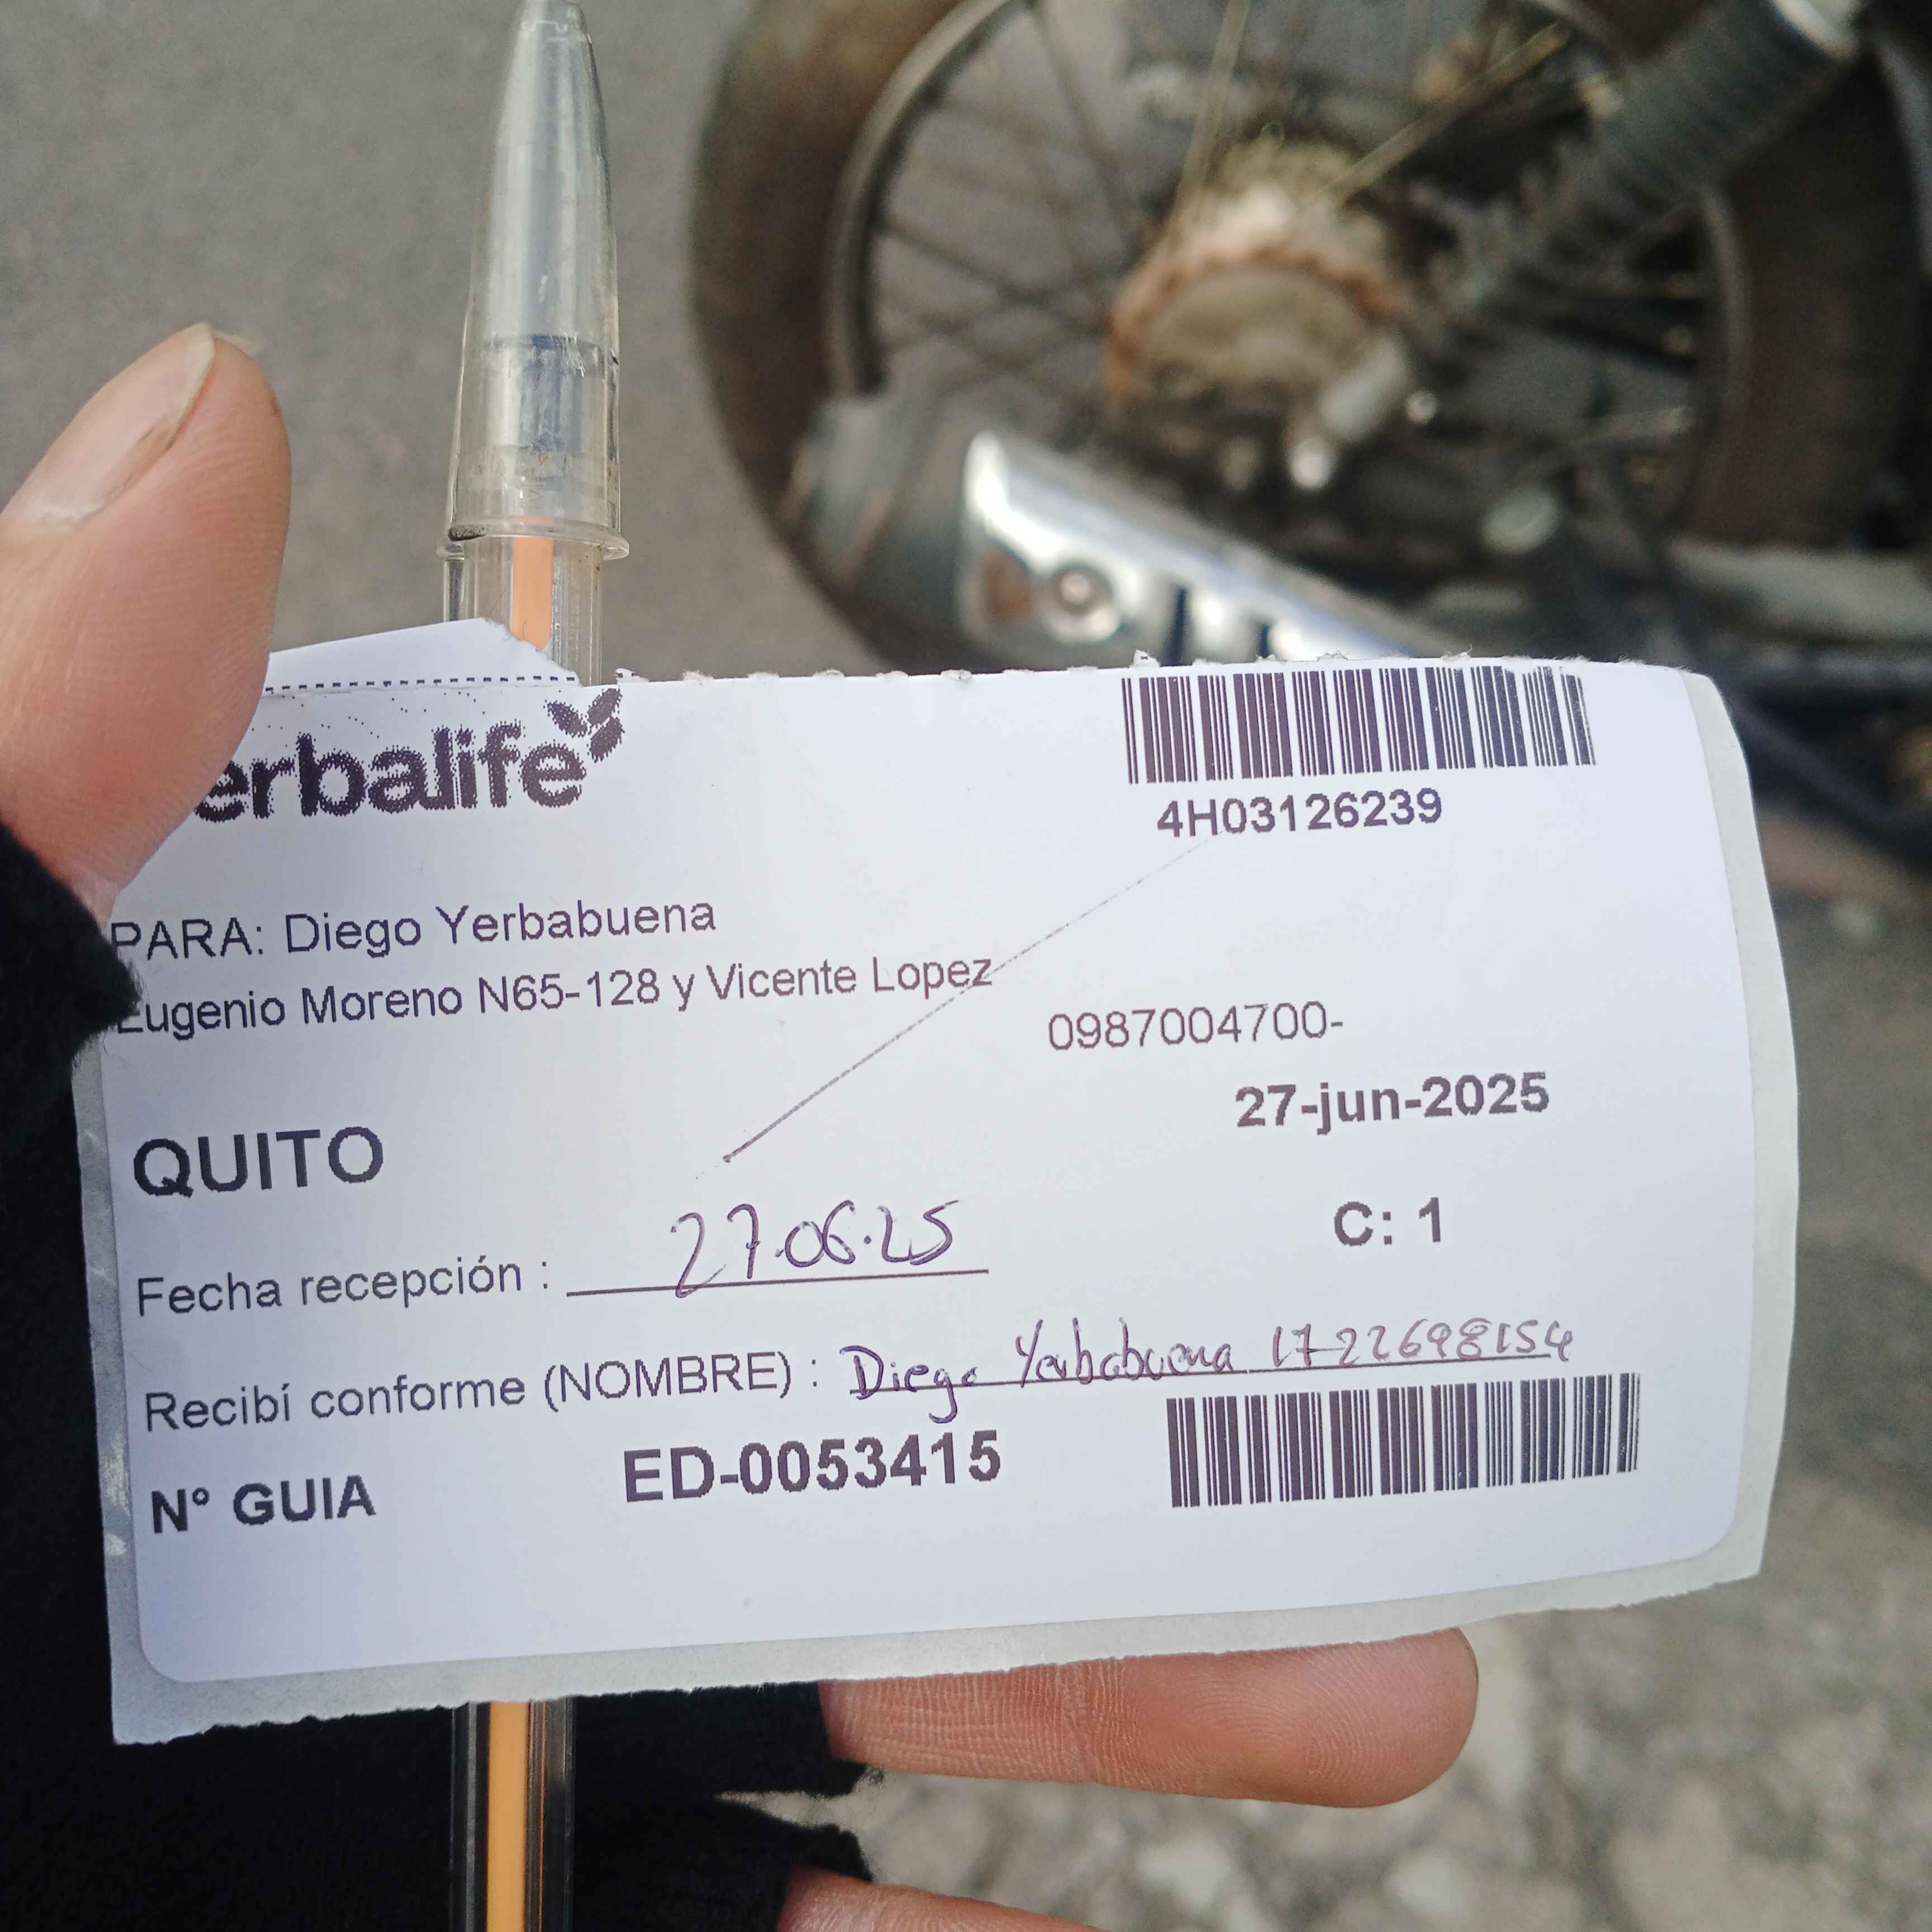 erbalife
4H03126239
PARA: Diego Yerbabuena
Eugenio Moreno N65-128 y Vicente Lopez
0987004700-
27-jun-2025
QUITO
C: 1
Fecha recepción : 27.06.25
Recibí conforme (NOMBRE) : Diego Yerbabuena 1722698154
N° GUIA ED-0053415